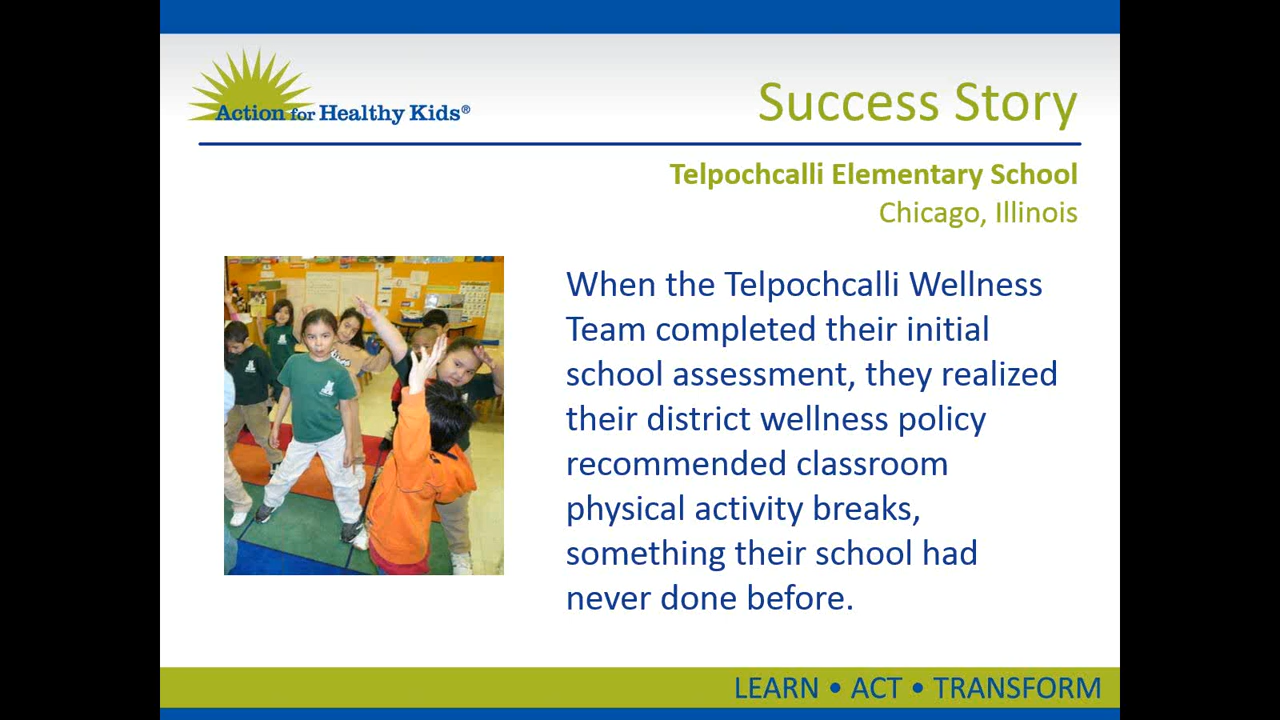 Action for Healthy Kids®
Success Story
Telpochcalli Elementary School
Chicago, Illinois
When the Telpochcalli Wellness
Team completed their initial
school assessment, they realized
their district wellness policy
recommended classroom
physical activity breaks,
something their school had
never done before.
LEARN • ACT • TRANSFORM